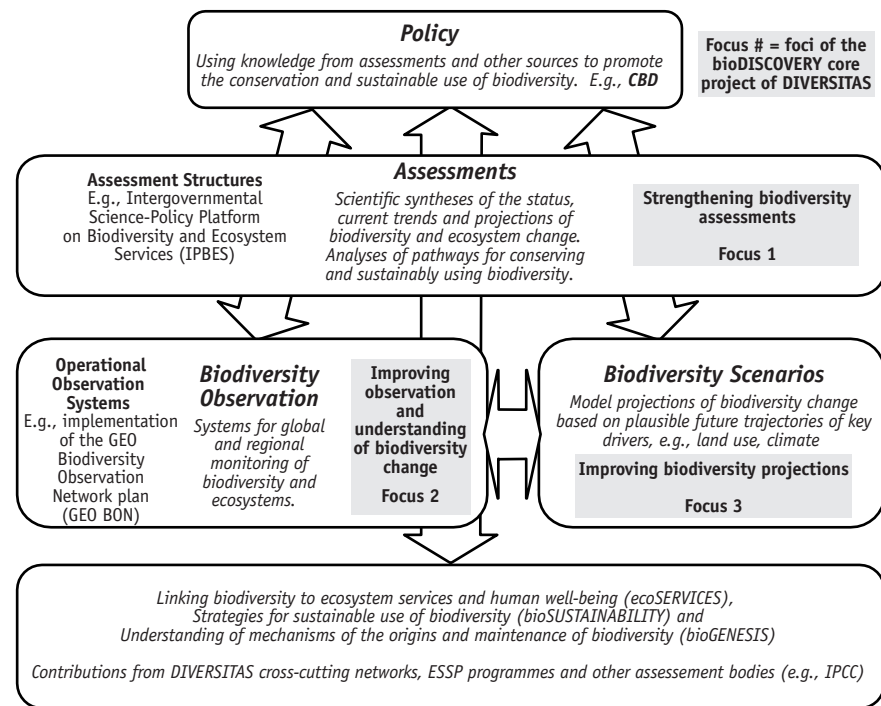 Policy
Using knowledge from assessments and other sources to promote
the conservation and sustainable use of biodiversity. E.g., CBD
Focus # = foci of the
bioDISCOVERY core
project of DIVERSITAS
Assessment Structures
E.g., Intergovernmental
Science-Policy Platform
on Biodiversity and Ecosystem
Services (IPBES)
Assessments
Scientific syntheses of the status,
current trends and projections of
biodiversity and ecosystem change.
Analyses of pathways for conserving
and sustainably using biodiversity.
Strengthening biodiversity
assessments
Focus 1
Operational
Observation
Systems
E.g., implementation
of the GEO
Biodiversity
Observation
Network plan
(GEO BON)
Biodiversity
Observation
Systems for global
and regional
monitoring of
biodiversity and
ecosystems.
Improving
observation
and
understanding
of biodiversity
change
Focus 2
Biodiversity Scenarios
Model projections of biodiversity change
based on plausible future trajectories of key
drivers, e.g., land use, climate
Improving biodiversity projections
Focus 3
Linking biodiversity to ecosystem services and human well-being (ecoSERVICES),
Strategies for sustainable use of biodiversity (bioSUSTAINABILITY) and
Understanding of mechanisms of the origins and maintenance of biodiversity (bioGENESIS)
Contributions from DIVERSITAS cross-cutting networks, ESSP programmes and other assessement bodies (e.g., IPCC)